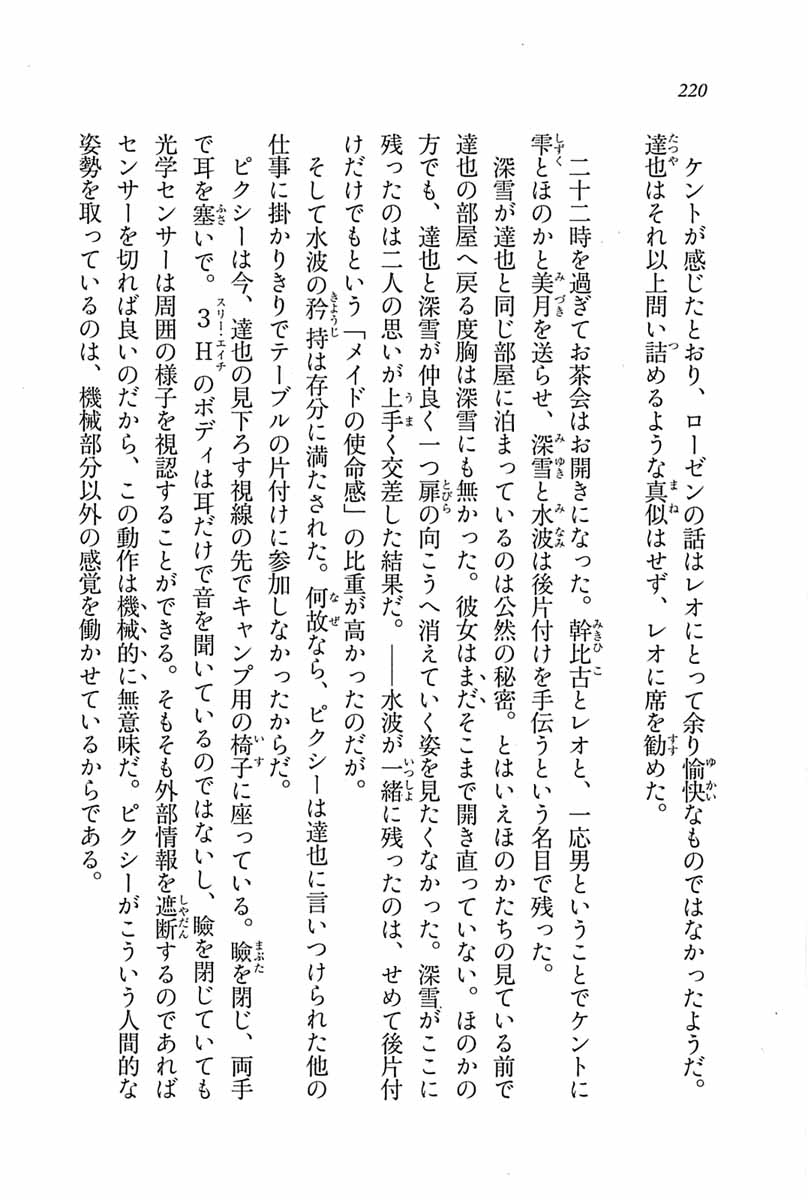 220
ケントが感じたとおり、ローゼンの話はレオにとって余り愉快なものではなかったようだ。
達也はそれ以上問い詰めるような真似はせず、レオに席を勧めた。
二十二時を過ぎてお茶会はお開きになった。幹比古とレオと、一応男ということでケントに
雫とほのかと美月を送らせ、深雪と水波は後片付けを手伝うという名目で残った。
深雪が達也と同じ部屋に泊まっているのは公然の秘密。とはいえほのかたちの見ている前で
達也の部屋へ戻る度胸は深雪にも無かった。彼女はまだそこまで開き直っていない。ほのかの
方でも、達也と深雪が仲良く一つ扉の向こうへ消えていく姿を見たくなかった。深雪がここに
残ったのは二人の思いが上手く交差した結果だ。――水波が一緒に残ったのは、せめて後片付
けだけでもという「メイドの使命感」の比重が高かったのだが。
そして水波の矜持は存分に満たされた。何故なら、ピクシーは達也に言いつけられた他の
仕事に掛かりきりでテーブルの片付けに参加しなかったからだ。
ピクシーは今、達也の見下ろす視線の先でキャンプ用の椅子に座っている。瞼を閉じ、両手
で耳を塞いで。3Hのボディは耳だけで音を聞いているのではないし、瞼を閉じていても
光学センサーは周囲の様子を視認することができる。そもそも外部情報を遮断するのであれば
センサーを切れば良いのだから、この動作は機械的に無意味だ。ピクシーがこういう人間的な
姿勢を取っているのは、機械部分以外の感覚を働かせているからである。